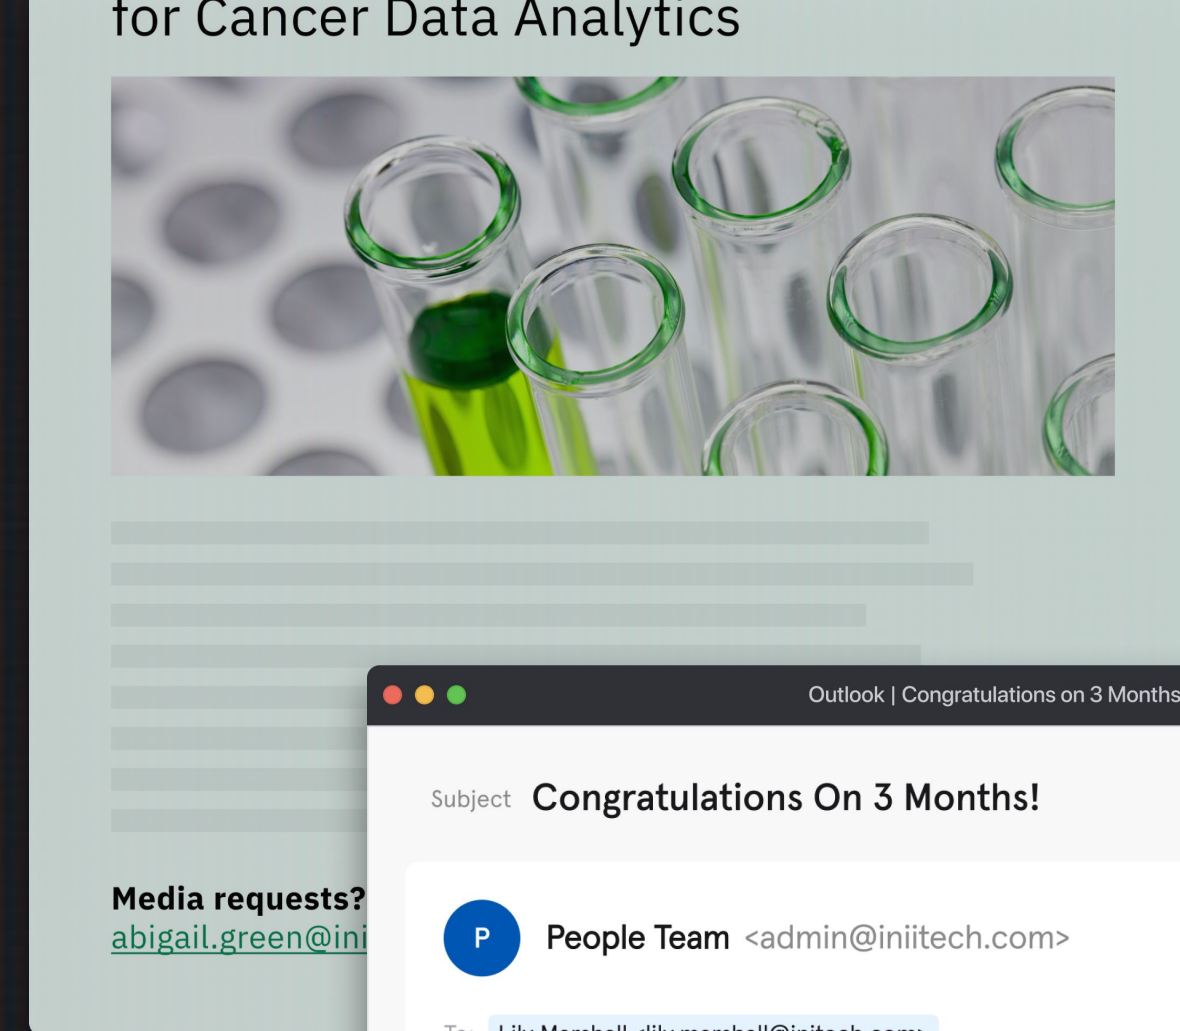 for Cancer Data Analytics
Media requests?
abigail.green@ini
Outlook | Congratulations on 3 Months
Subject Congratulations On 3 Months!
P People Team <admin@iniitech.com>
To: